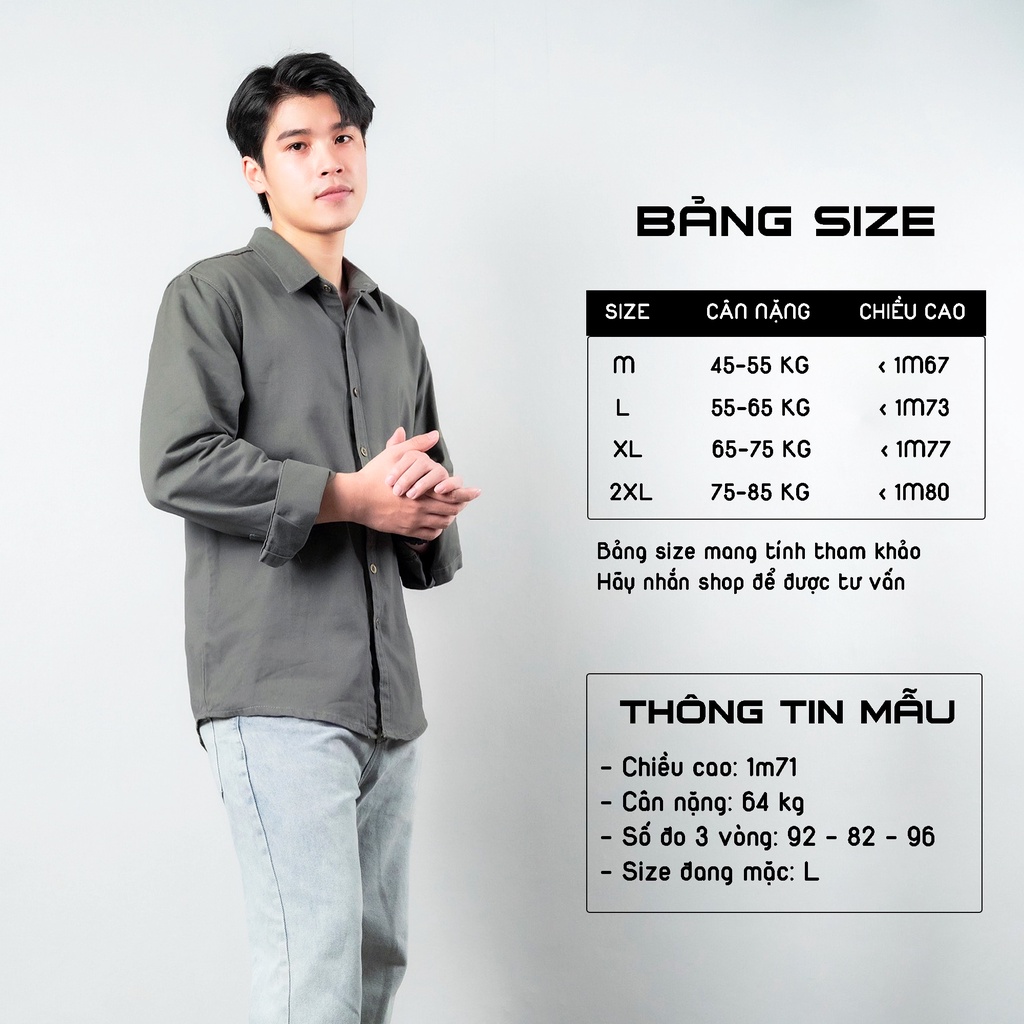 BẢNG SIZE
SIZE CÂN NẶNG CHIỀU CAO
M 45-55 KG < 1M67
L 55-65 KG < 1M73
XL 65-75 KG < 1M77
2XL 75-85 KG < 1M80
Bảng size mang tính tham khảo
Hãy nhắn shop để được tư vấn
THÔNG TIN MẪU
- Chiều cao: 1m71
- Cân nặng: 64 kg
- Số đo 3 vòng: 92 - 82 - 96
- Size đang mặc: L